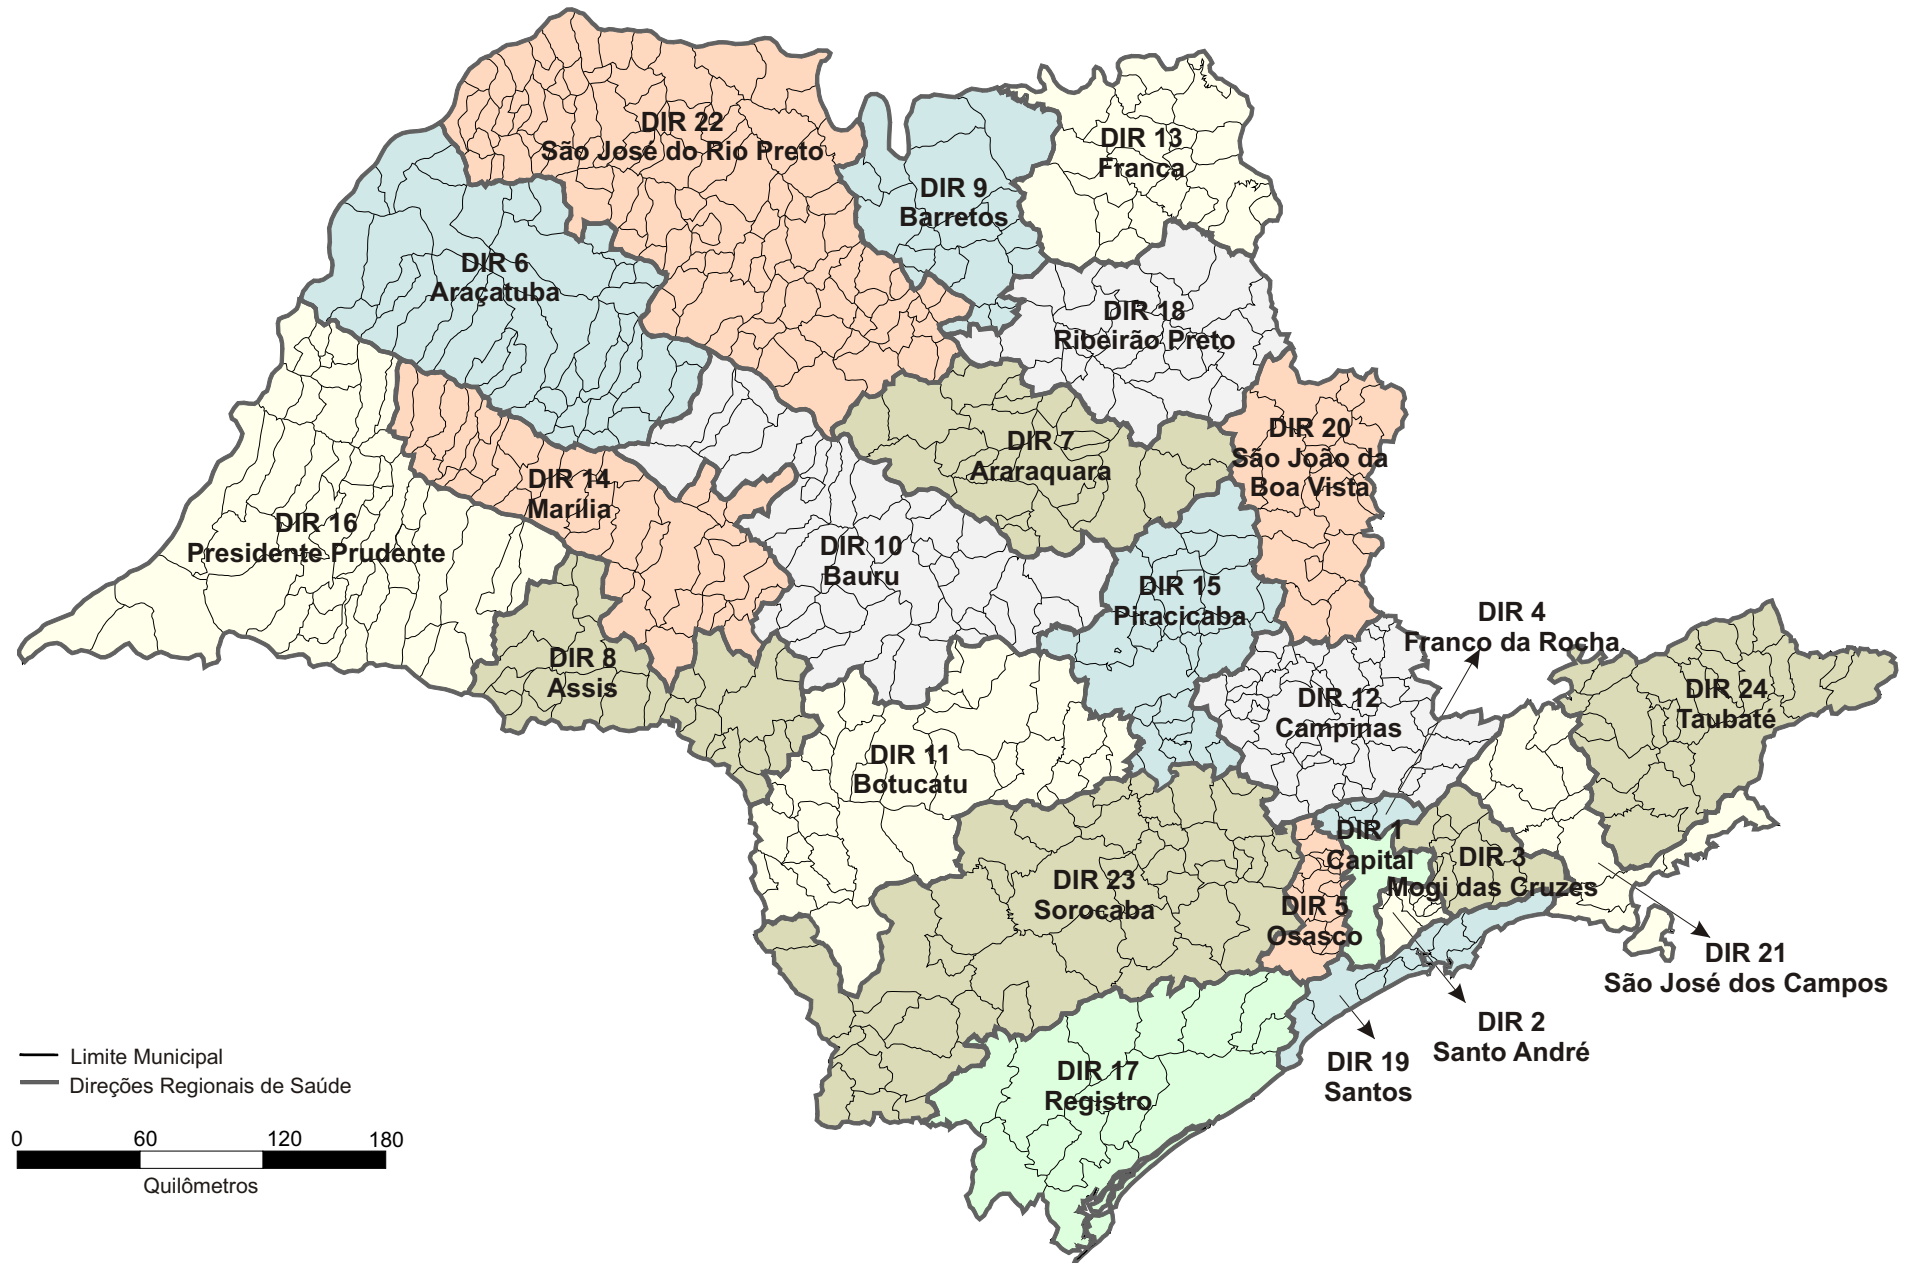 DIR 22
São José do Rio Preto
DIR 13
Franca
DIR 9
Barretos
DIR 6
Araçatuba
DIR 18
Ribeirão Preto
DIR 20
São João da
Boa Vista
DIR 7
Araraquara
DIR 14
Marília
DIR 16
Presidente Prudente
DIR 10
Bauru
DIR 15
Piracicaba
DIR 4
Franco da Rocha
DIR 8
Assis
DIR 12
Campinas
DIR 24
Taubaté
DIR 11
Botucatu
DIR 1
Capital
DIR 3
Mogi das Cruzes
DIR 23
Sorocaba
DIR 5
Osasco
DIR 21
São José dos Campos
DIR 2
Santo André
DIR 19
Santos
DIR 17
Registro
Limite Municipal
Direções Regionais de Saúde
0 60 120 180
Quilômetros